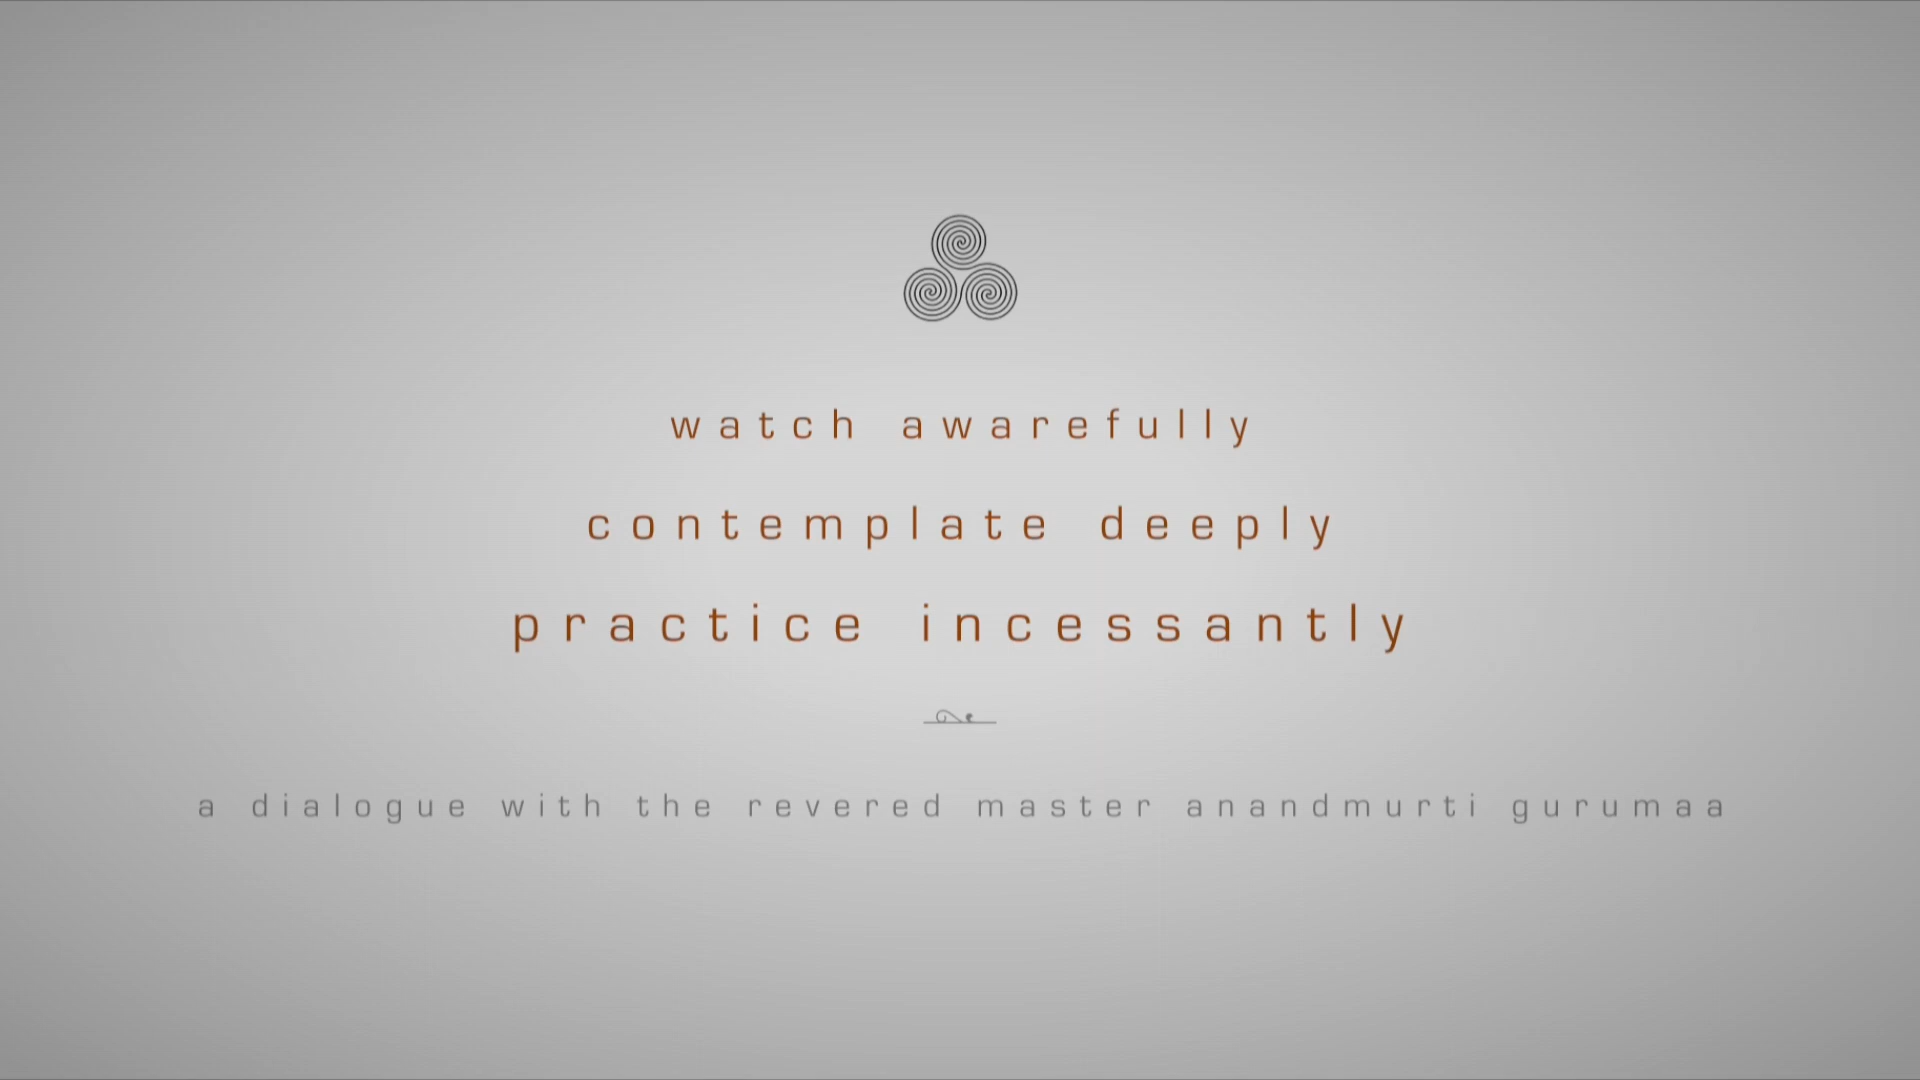 watch awarefully
contemplate deeply
practice incessantly
a dialogue with the revered master anandmurti gurumaa